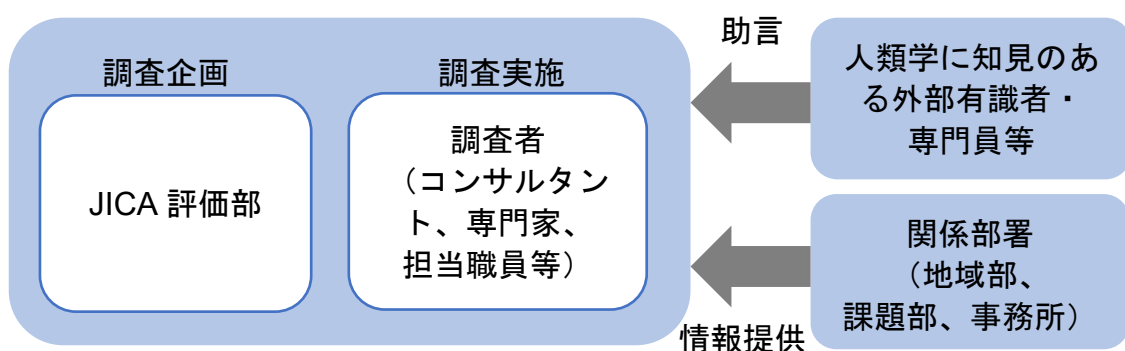 調査企画
JICA 評価部
調査実施
調査者
（コンサルタン
ト、専門家、
担当職員等）
助言
人類学に知見のあ
る外部有識者・
専門員等
情報提供
関係部署
（地域部、
課題部、事務所）